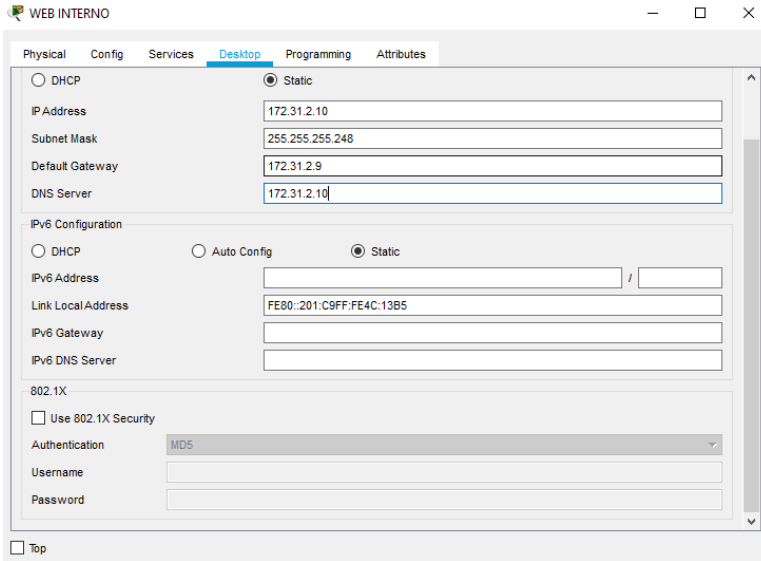 WEB INTERNO
Physical Config Services Desktop Programming Attributes
DHCP Static
IP Address 172.31.2.10
Subnet Mask 255.255.255.248
Default Gateway 172.31.2.9
DNS Server 172.31.2.10
IPv6 Configuration
DHCP Auto Config Static
IPv6 Address /
Link Local Address FE80::201:C9FF:FE4C:13B5
IPv6 Gateway
IPv6 DNS Server
802.1X
Use 802.1X Security
Authentication MD5
Username
Password
Top